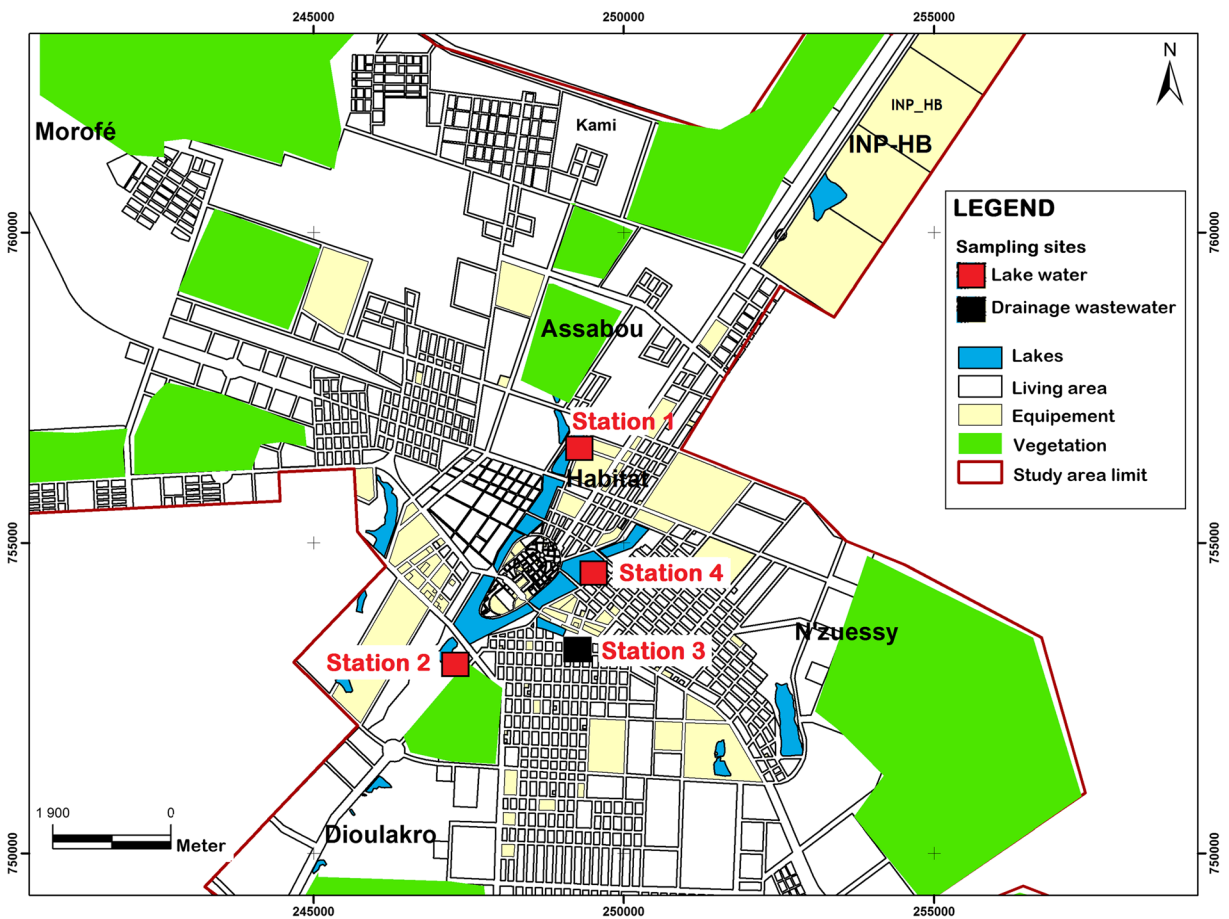 245000
250000
255000
N
INP_HB
Morofé
Kami
INP-HB
LEGEND
760000
760000
Sampling sites
Lake water
Drainage wastewater
Assabou
Lakes
Living area
Equipement
Station 1
Vegetation
Habitat
Study area limit
755000
755000
Station 4
N'zuessy
Station 3
Station 2
1 900
0
Meter
Dioulakro
750000
750000
245000
250000
255000